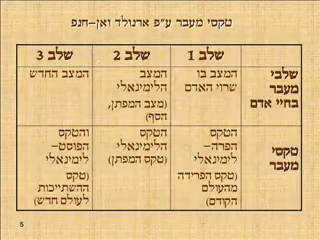 טקסי מעבר ע"פ ארנולד ואן-חנפ
שלב 1
שלב 2
שלב 3
שלבי
מעבר
בחיי אדם
המצב בו
שרוי האדם
המצב
הלימינאלי
(מצב המפתן,
הסף)
המצב החדש
טקסי
מעבר
הטקס
הפרה-
לימינאלי
(טקס הפרידה
מהעולם
הקודם)
הטקס
הלימינאלי
(טקס המפתן)
והטקס
הפוסט-
לימינאלי
(טקס
ההשתייכות
לעולם חדש)
5